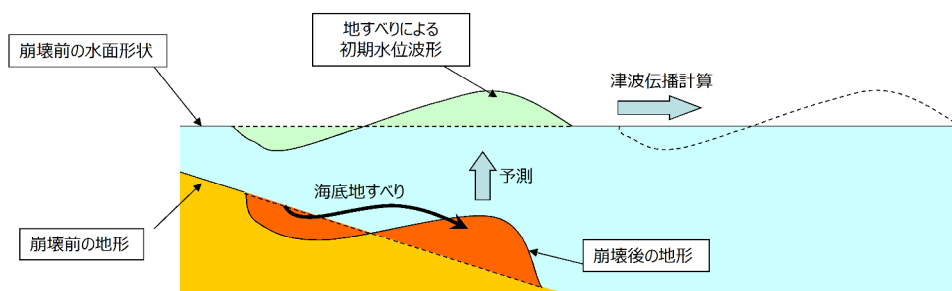 地すべりによる
初期水位波形
崩壊前の水面形状
津波伝播計算
予測
海底地すべり
崩壊前の地形
崩壊後の地形